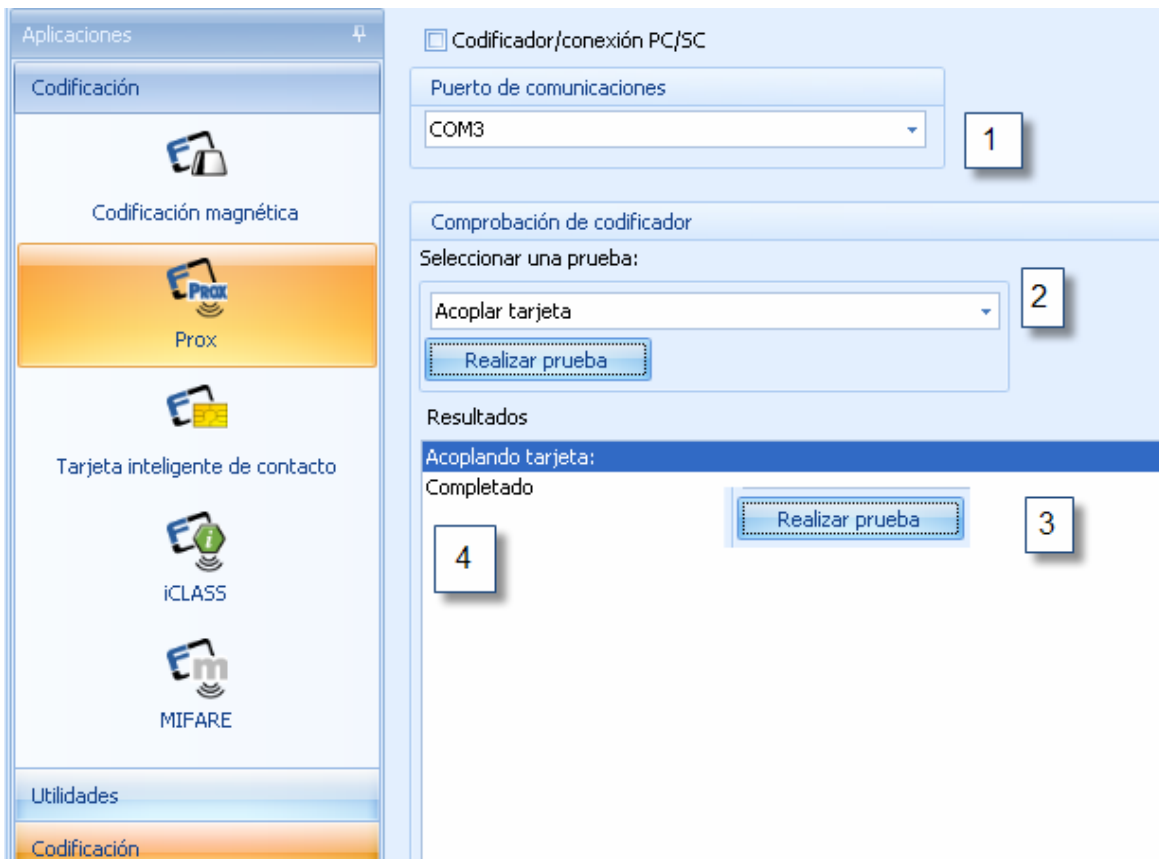 Aplicaciones
Codificación
Codificación magnética
PROX
Prox
Tarjeta inteligente de contacto
i
iCLASS
m
MIFARE
Utilidades
Codificación
Codificador/conexión PC/SC
Puerto de comunicaciones
COM3
1
Comprobación de codificador
Seleccionar una prueba:
Acoplar tarjeta
2
Realizar prueba
Resultados
Acoplando tarjeta:
Completado
Realizar prueba
3
4